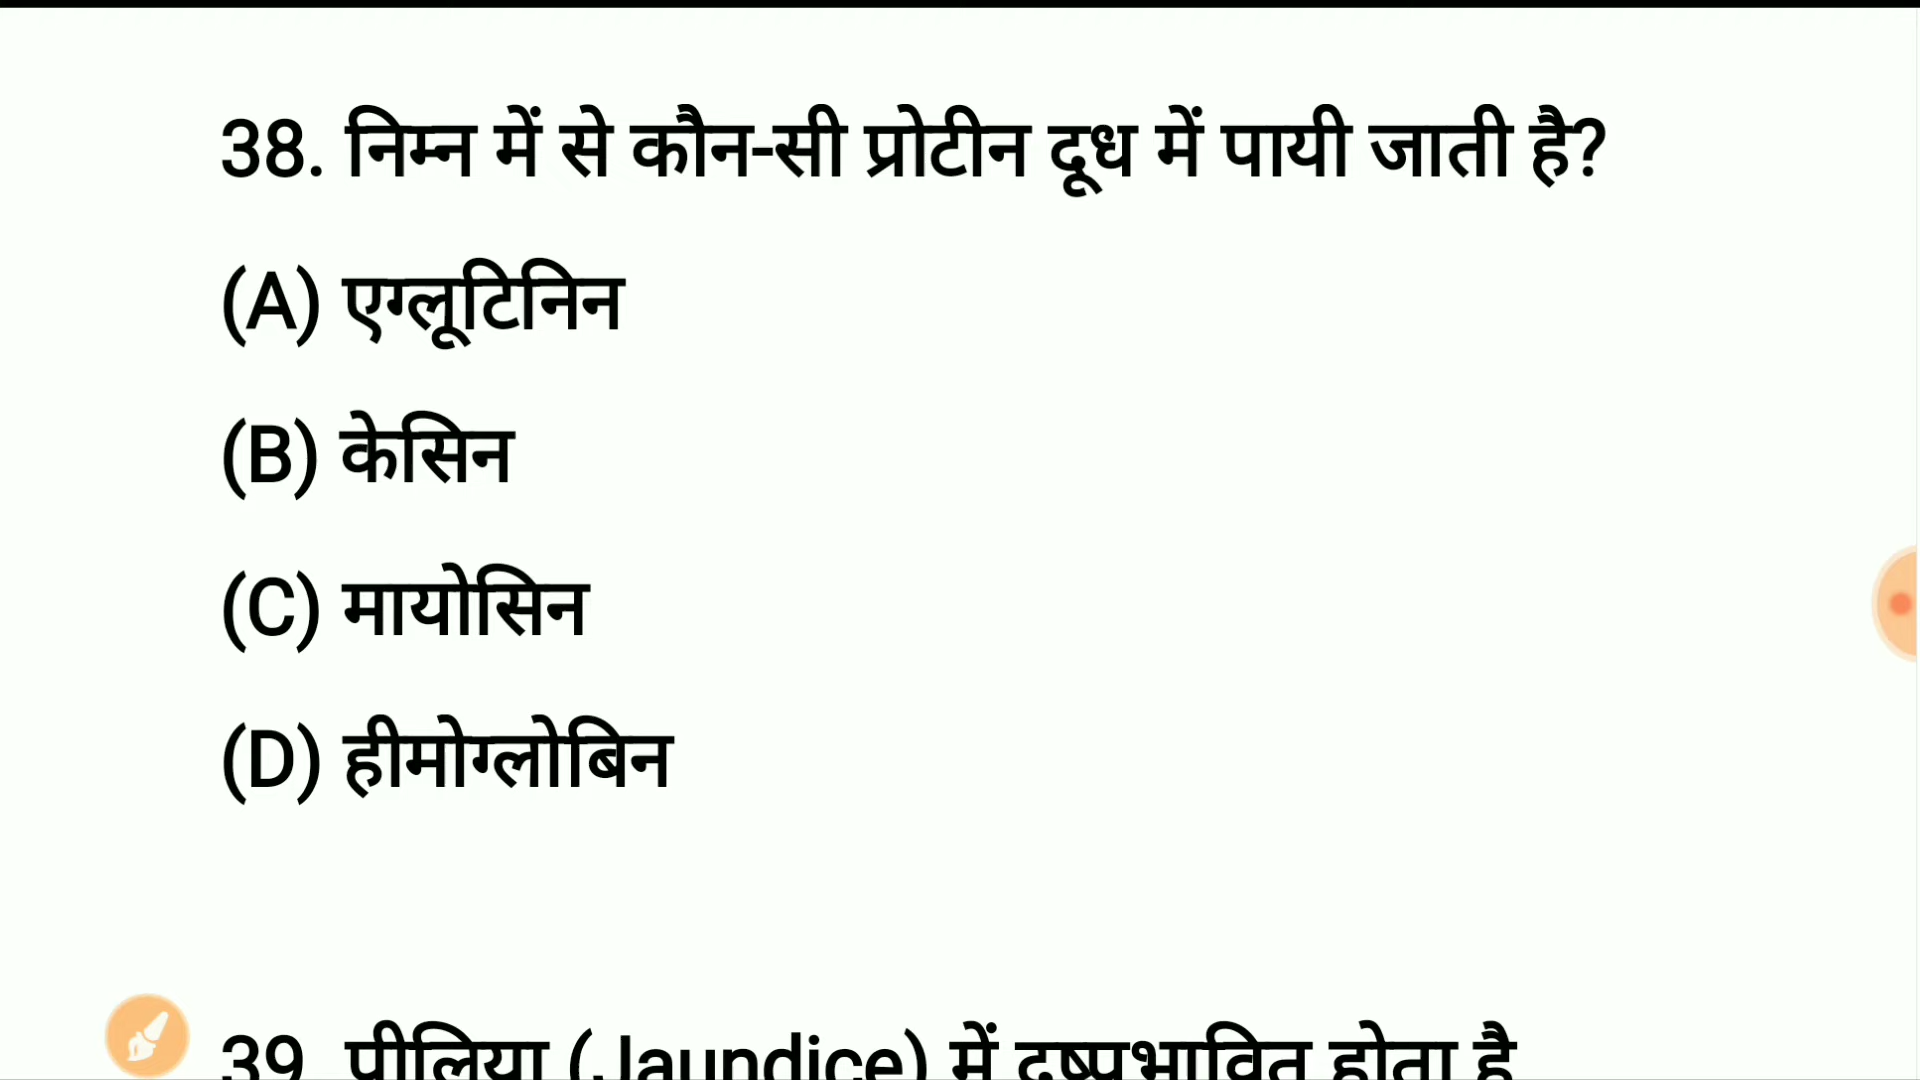 38. निम्न में से कौन-सी प्रोटीन दूध में पायी जाती है?
(A) एग्लूटिनिन
(B) केसिन
(C) मायोसिन
(D) हीमोग्लोबिन
39. पीलिया (Jaundice) में दुष्प्रभावित होता है